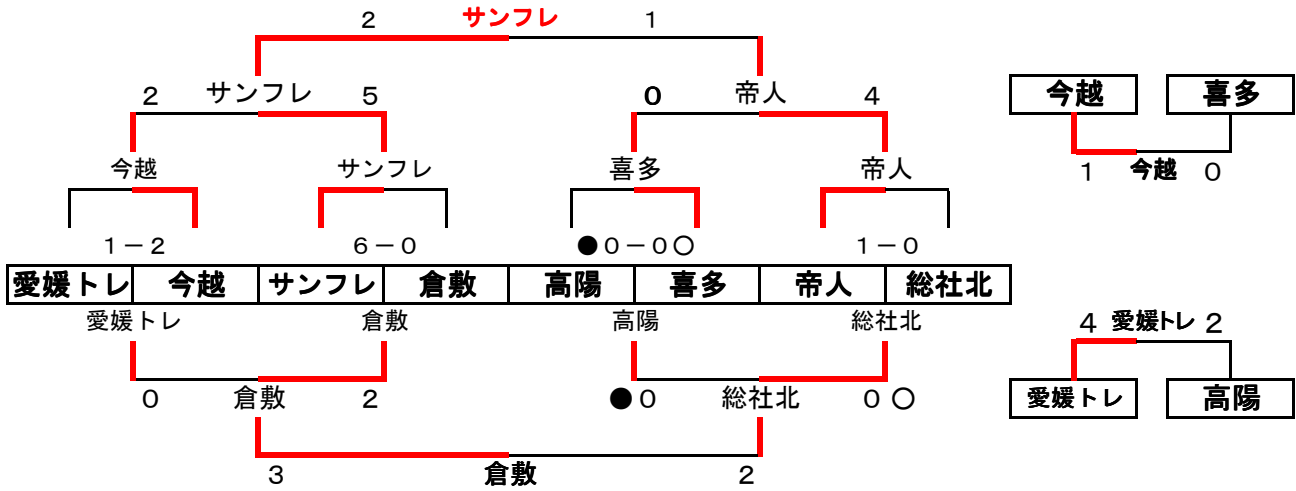 ２ サンフレ １
２ サンフレ ５ ０ 帝人 ４
今越 喜多
今越 サンフレ 喜多 帝人
１ 今越 ０
１－２ ６－０ ●０－０○ １－０
愛媛トレ 今越 サンフレ 倉敷 高陽 喜多 帝人 総社北
愛媛トレ 倉敷 高陽 総社北
４ 愛媛トレ ２
０ 倉敷 ２ ●０ 総社北 ０○
愛媛トレ 高陽
３ 倉敷 ２